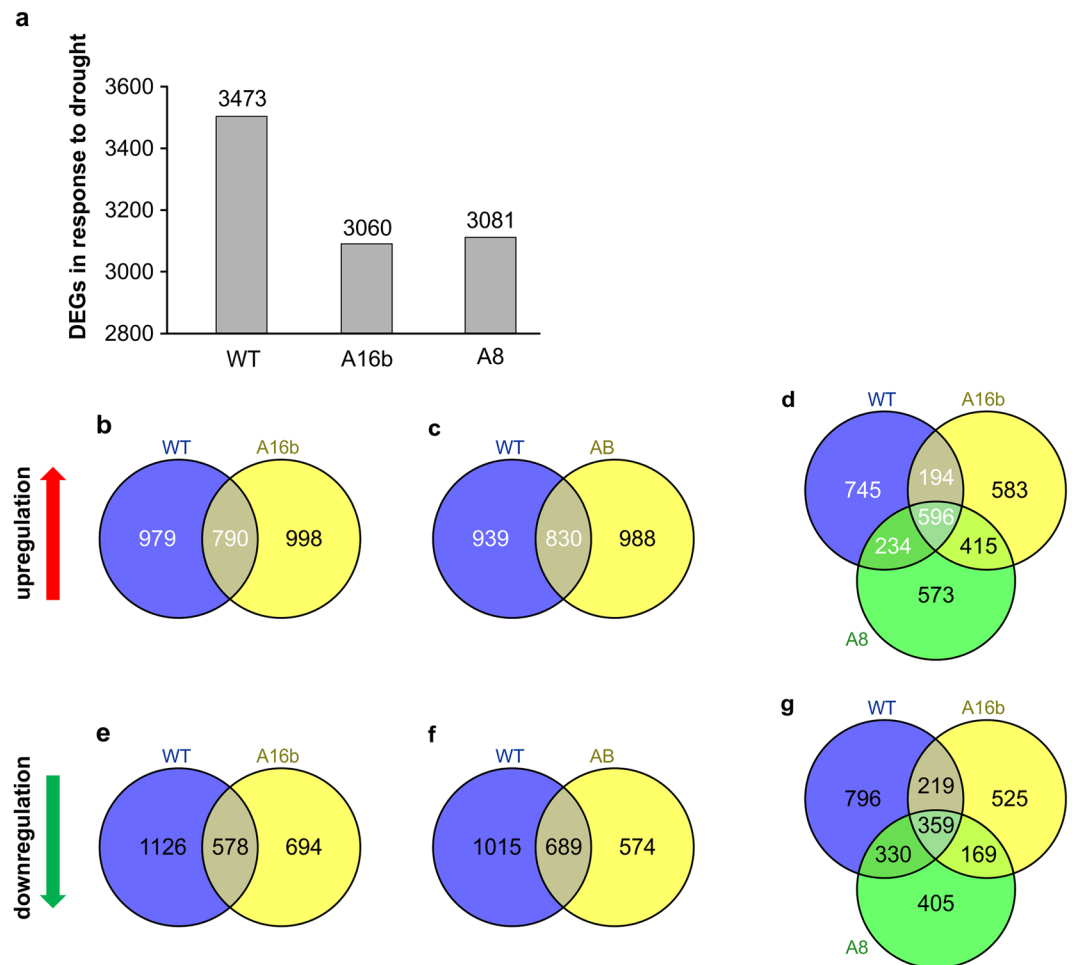 a
DEGs in response to drought
3600
3400
3200
3000
2800
3473
3060
3081
WT
A16b
A8
upregulation
b
WT
A16b
979
790
998
c
WT
AB
939
830
988
d
WT
A16b
745
194
583
596
234
415
573
A8
downregulation
e
WT
A16b
1126
578
694
f
WT
AB
1015
689
574
g
WT
A16b
796
219
525
359
330
169
405
A8